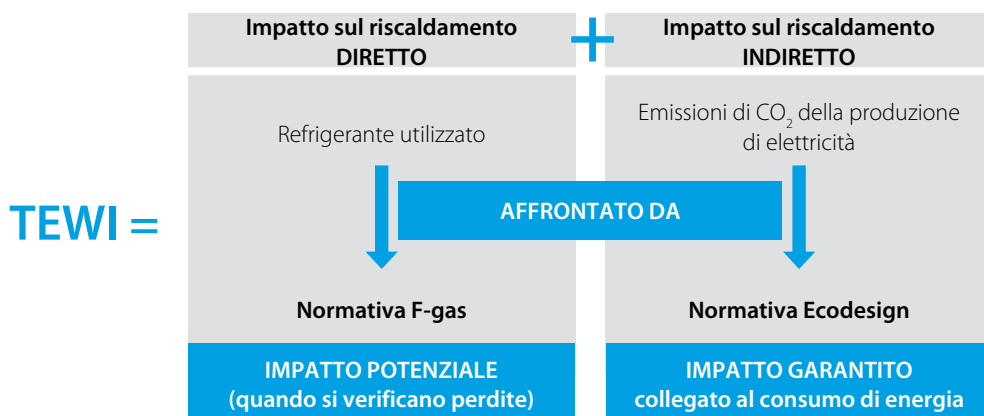 TEWI =
Impatto sul riscaldamento
DIRETTO
+
Impatto sul riscaldamento
INDIRETTO
Refrigerante utilizzato
Emissioni di CO₂ della produzione
di elettricità
AFFRONTATO DA
Normativa F-gas
Normativa Ecodesign
IMPATTO POTENZIALE
(quando si verificano perdite)
IMPATTO GARANTITO
collegato al consumo di energia